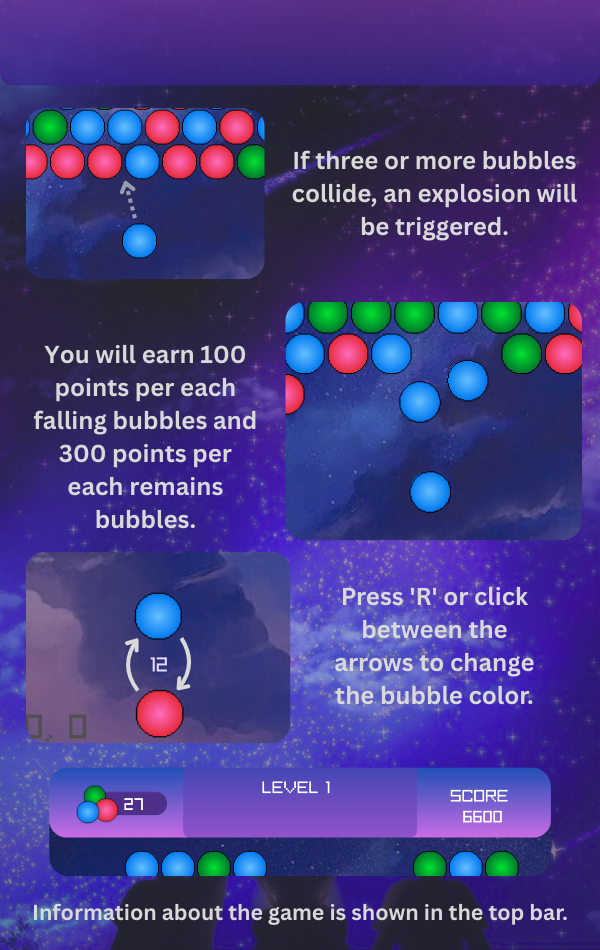 If three or more bubbles
collide, an explosion will
be triggered.
You will earn 100
points per each
falling bubbles and
300 points per
each remains
bubbles.
12
Press 'R' or click
between the
arrows to change
the bubble color.
27
LEVEL 1
SCORE
6600
Information about the game is shown in the top bar.